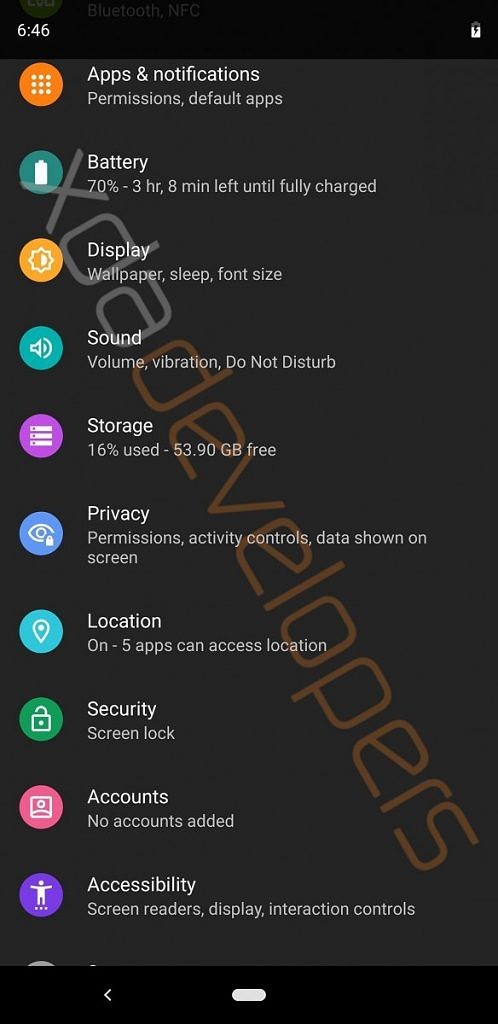 Bluetooth, NFC
6:46
Apps & notifications
Permissions, default apps
Battery
70% - 3 hr, 8 min left until fully charged
Display
Wallpaper, sleep, font size
Sound
Volume, vibration, Do Not Disturb
Storage
16% used - 53.90 GB free
Privacy
Permissions, activity controls, data shown on
screen
Location
On - 5 apps can access location
Security
Screen lock
Accounts
No accounts added
Accessibility
Screen readers, display, interaction controls
xdadevelopers